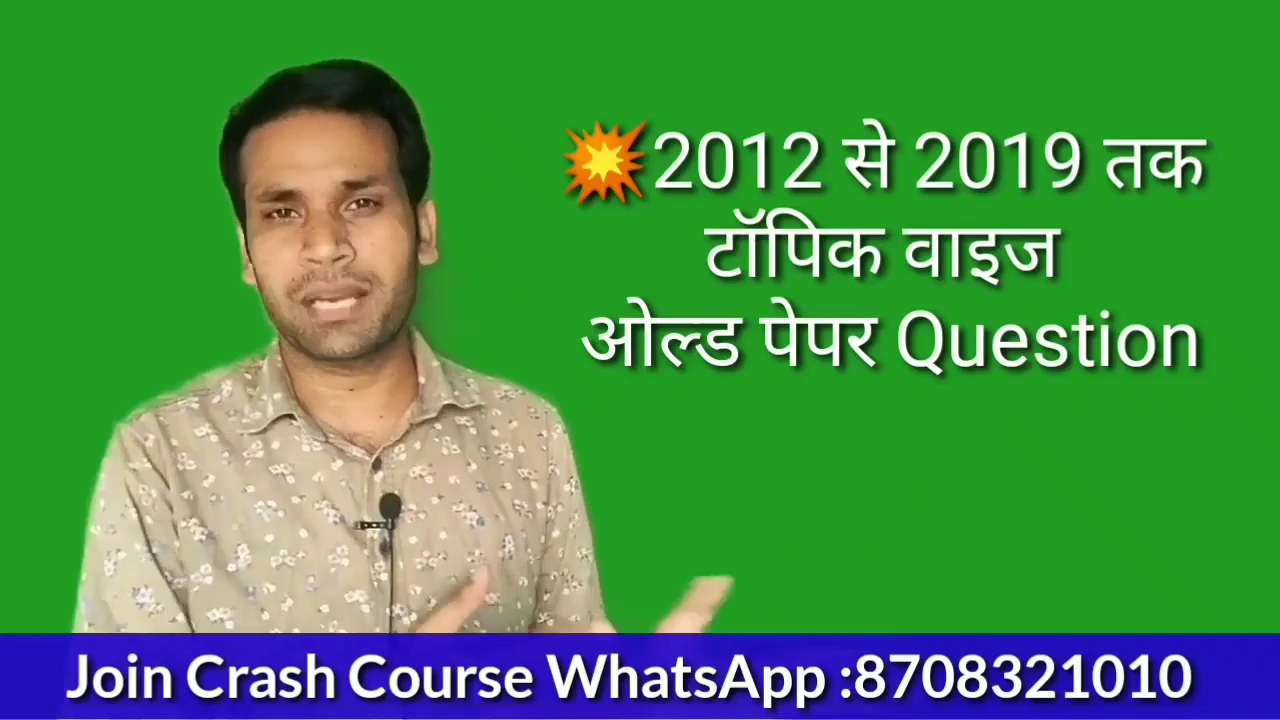 💥2012 से 2019 तक
टॉपिक वाइज
ओल्ड पेपर Question
Join Crash Course WhatsApp :8708321010